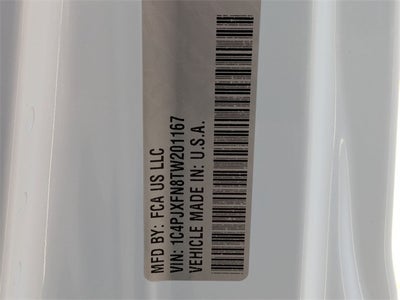 MFD BY: FCA US LLC
VIN: 1C4PJXFN8TW201167
VEHICLE MADE IN: U.S.A.